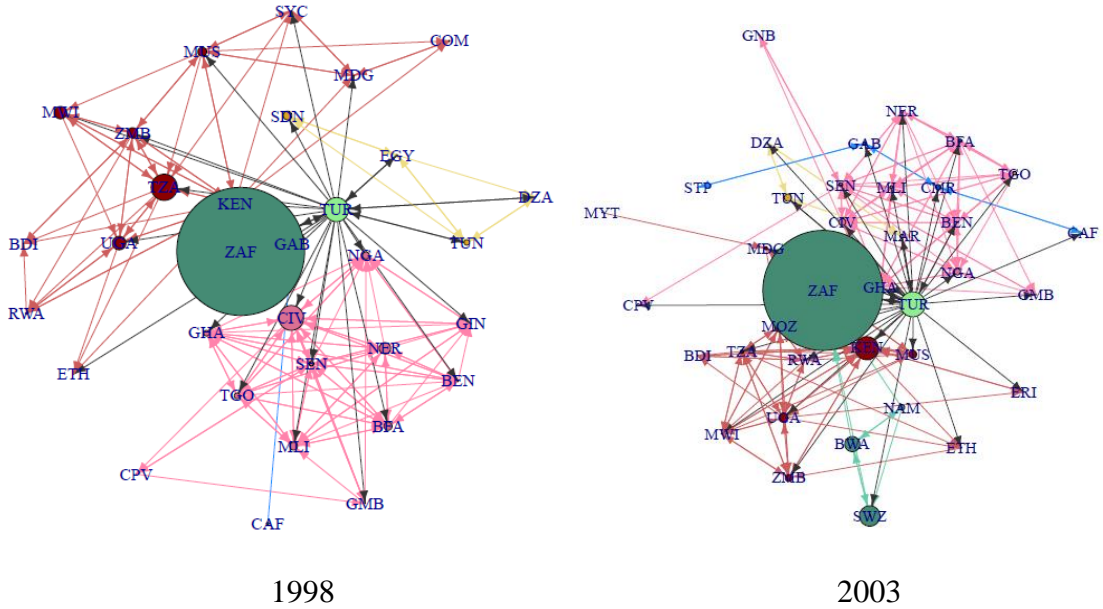 SYC
COM
MUS
MDG
MWI
SDN
ZMB
EGY
TZA
DZA
KEN
TUR
BDI
UGA
GAB
TUN
ZAF
NGA
RWA
CIV
GHA
GIN
NER
SEN
ETH
BEN
TGO
BFA
MLI
CPV
GMB
CAF
1998
GNB
NER
DZA
GAB
BFA
TGO
STP
SEN
MLI
CMR
TUN
MYT
CIV
BEN
MAR
CAF
MDG
NGA
ZAF
GHA
GMB
CPV
TUR
MOZ
KEN
BDI
TZA
RWA
MUS
ERI
NAM
UGA
MWI
BWA
ETH
ZMB
SWZ
2003